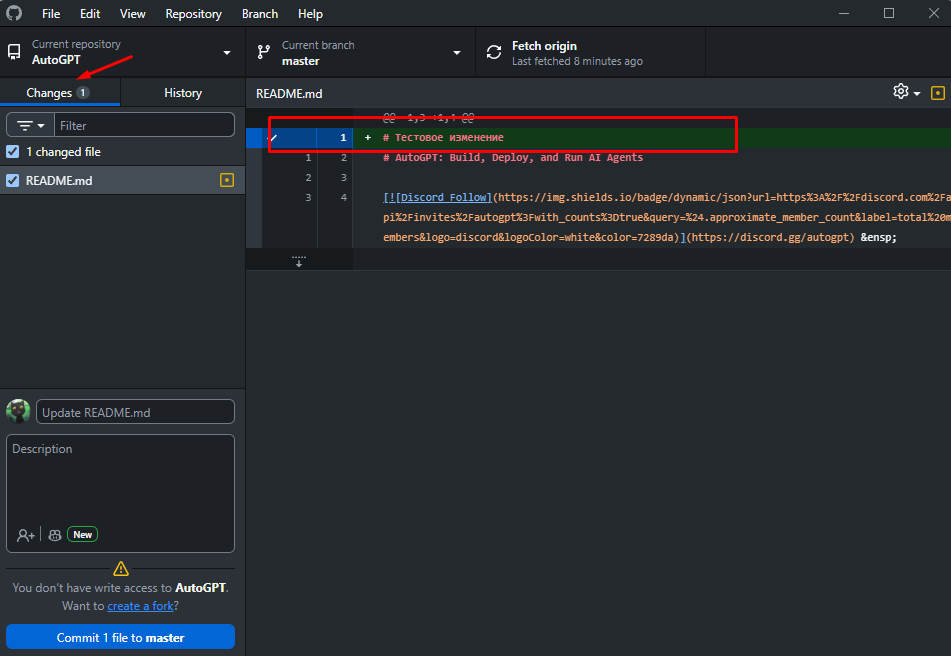 File Edit View Repository Branch Help
Current repository
AutoGPT
Current branch
master
Fetch origin
Last fetched 8 minutes ago
Changes 1
History
README.md
Filter
1 changed file
README.md
@@ -1,3 +1,4 @@
1 + # Тестовое изменение
1 2 # AutoGPT: Build, Deploy, and Run AI Agents
2 3
3 4 [![Discord Follow](https://img.shields.io/badge/dynamic/json?url=https%3A%2F%2Fdiscord.com%2Fa
pi%2Finvites%2Fautogpt%3Fwith_counts%3Dtrue&query=%24.approximate_member_count&label=total%20m
embers&logo=discord&logoColor=white&color=7289da)](https://discord.gg/autogpt) &ensp;
Update README.md
Description
New
You don't have write access to AutoGPT.
Want to create a fork?
Commit 1 file to master